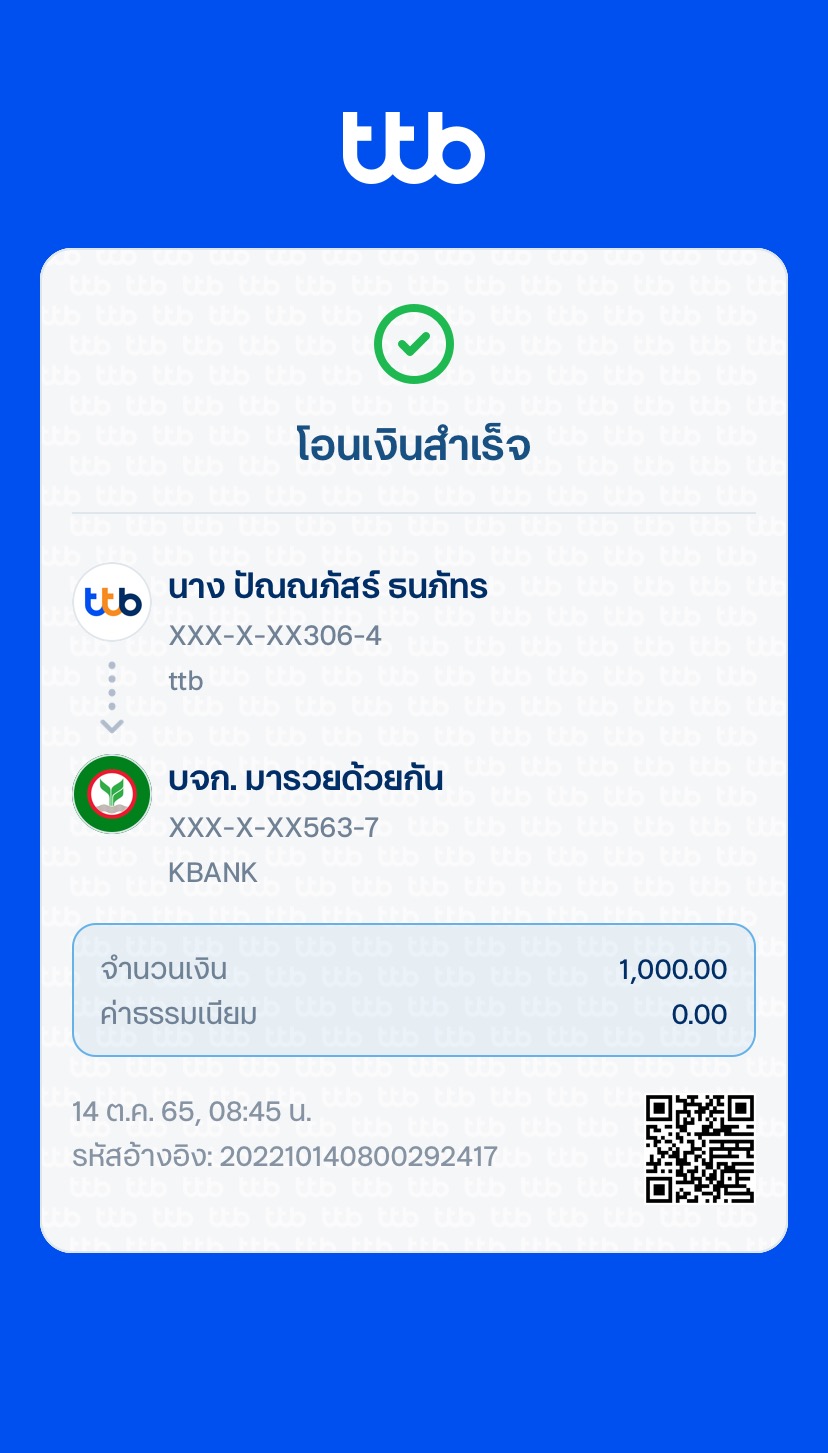 ttb
โอนเงินสำเร็จ
ttb
นาง ปัณณภัสร์ ธนภัทร
XXX-X-XX306-4
ttb
บจก. มารวยด้วยกัน
XXX-X-XX563-7
KBANK
จำนวนเงิน 1,000.00
ค่าธรรมเนียม 0.00
14 ต.ค. 65, 08:45 น.
รหัสอ้างอิง: 202210140800292417